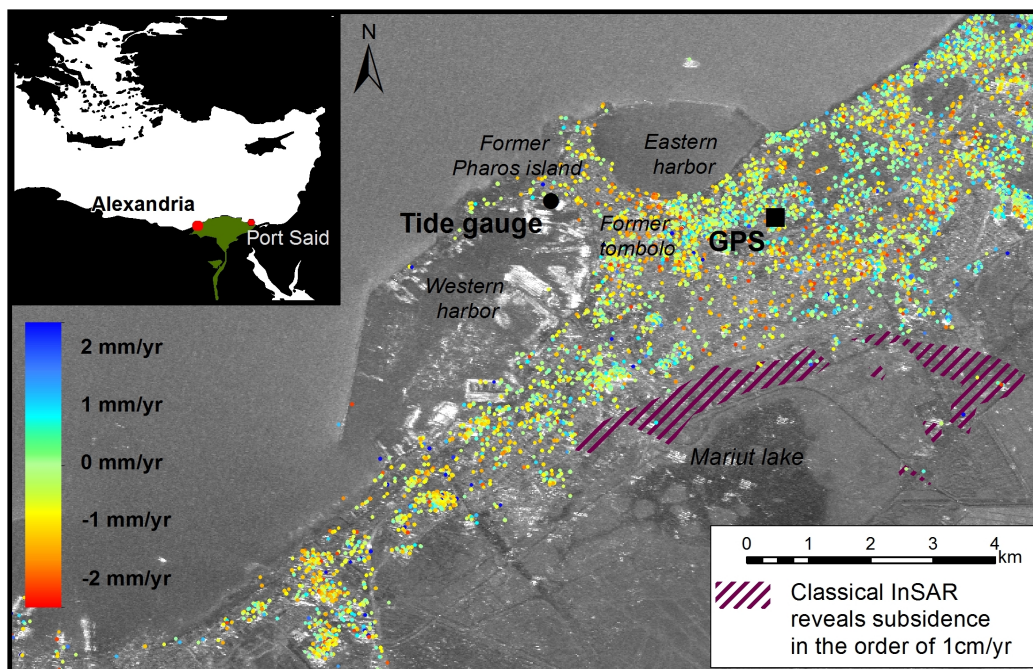 Alexandria
Port Said
N
Former
Pharos island
Eastern
harbor
Tide gauge
Former
tombolo
GPS
Western
harbor
Mariut lake
2 mm/yr
1 mm/yr
0 mm/yr
-1 mm/yr
-2 mm/yr
0 1 2 3 4
km
Classical InSAR
reveals subsidence
in the order of 1cm/yr